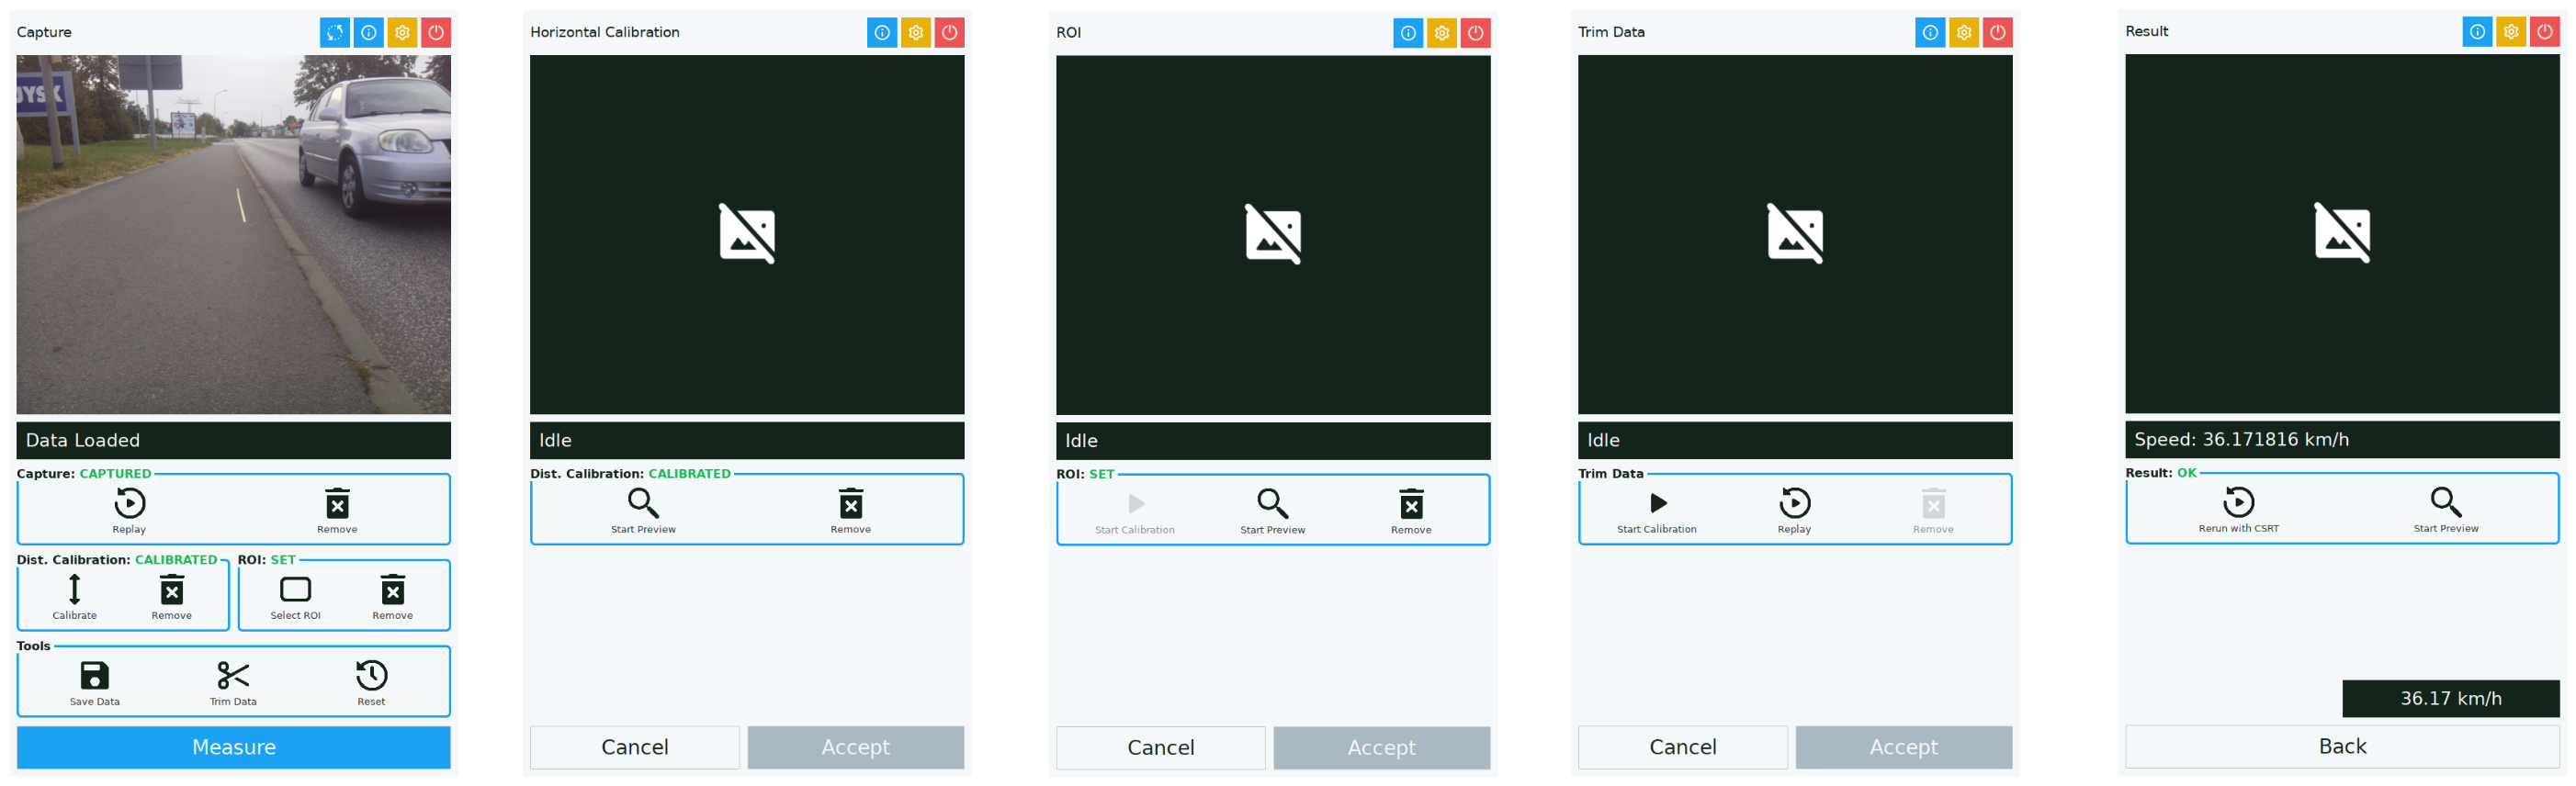 Capture
JYSK
Data Loaded
Capture: CAPTURED
Replay
Remove
Dist. Calibration: CALIBRATED
Calibrate
Remove
ROI: SET
Select ROI
Remove
Tools
Save Data
Trim Data
Reset
Measure
Horizontal Calibration
Idle
Dist. Calibration: CALIBRATED
Start Preview
Remove
Cancel
Accept
ROI
Idle
ROI: SET
Start Calibration
Start Preview
Remove
Cancel
Accept
Trim Data
Idle
Trim Data
Start Calibration
Replay
Remove
Cancel
Accept
Result
Speed: 36.171816 km/h
Result: OK
Rerun with CSRT
Start Preview
36.17 km/h
Back